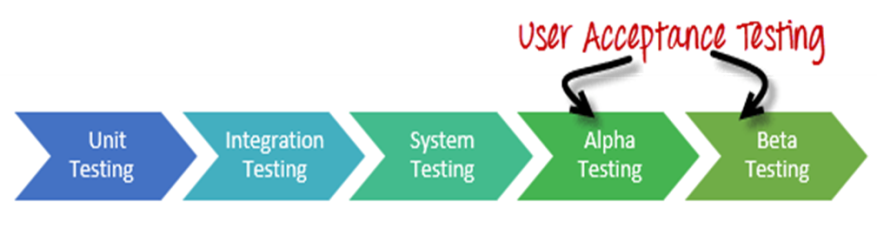 User Acceptance Testing
Unit
Testing
Integration
Testing
System
Testing
Alpha
Testing
Beta
Testing